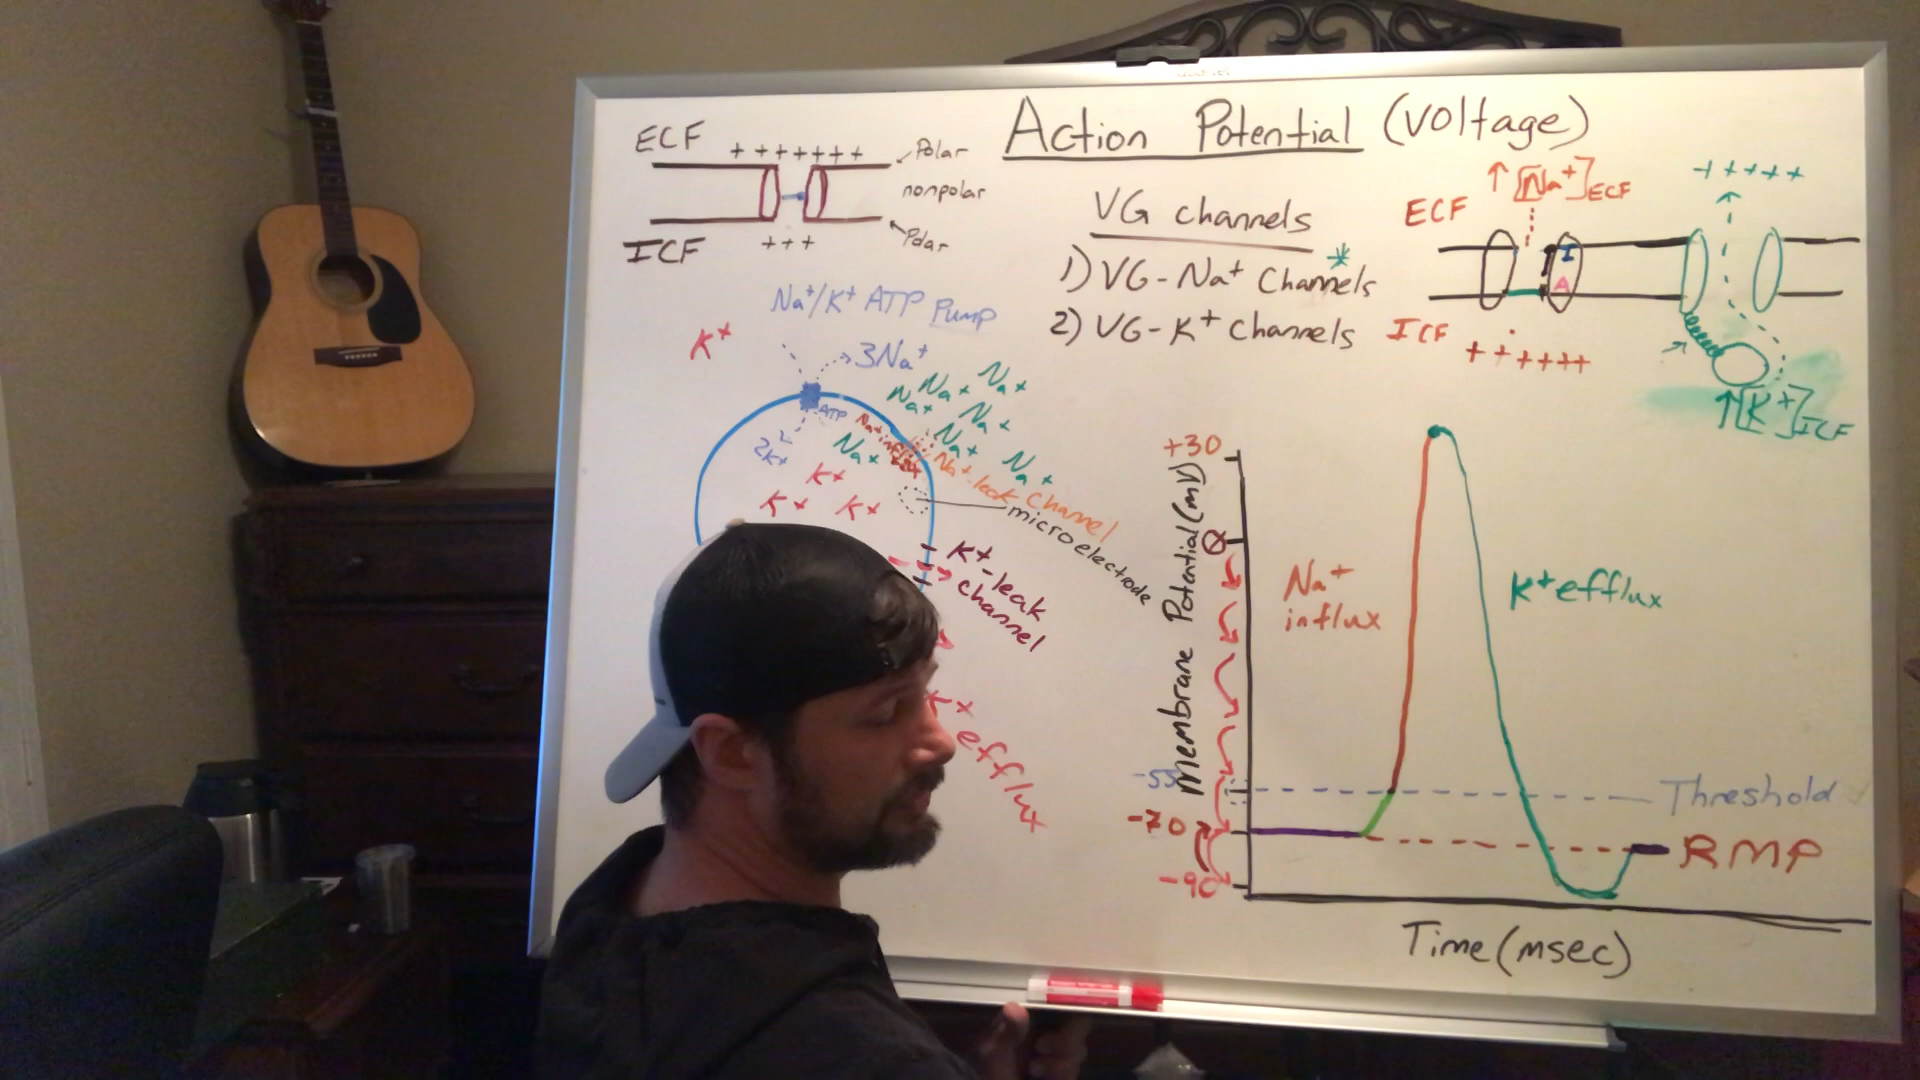 Action Potential (Voltage)
ECF
+ + + + + + +
Polar
nonpolar
Polar
ICF
+ + +
VG channels
1) VG-Na+ Channels *
2) VG-K+ channels
↑ [Na+]ECF
ECF
I
A
ICF
+ + + + + + +
+ + + + +
↑[K+]ICF
Na+/K+ ATP Pump
K+
3Na+
ATP
2K+
Na+
Na+
Na+
Na+
Na+
Na+
Na+
Na+ influx
Na+-leak Channel
K+
K+ K+
microelectrode
K+-leak
channel
K+
efflux
+30
0
-55
-70
-90
Membrane Potential (mV)
Na+
influx
K+ efflux
Threshold
RMP
Time (msec)